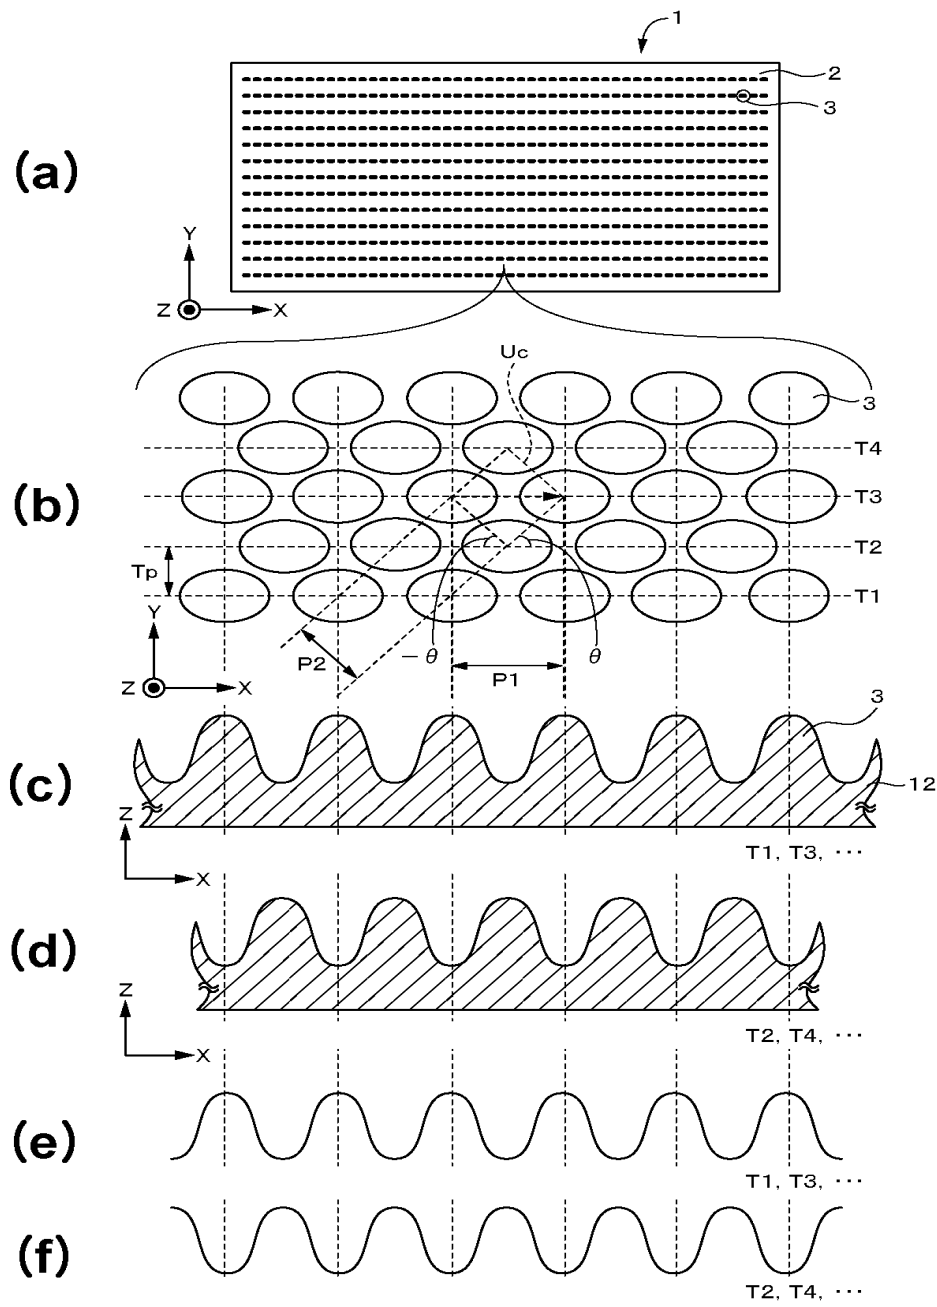 1
2
3
(a)
Y
Z X
Uc
3
T4
(b)
T3
T2
Tp
T1
Y
−θ θ
P2
P1
Z X
3
(c)
12
Z
X
T1, T3, ···
(d)
Z
X
T2, T4, ···
(e)
T1, T3, ···
(f)
T2, T4, ···